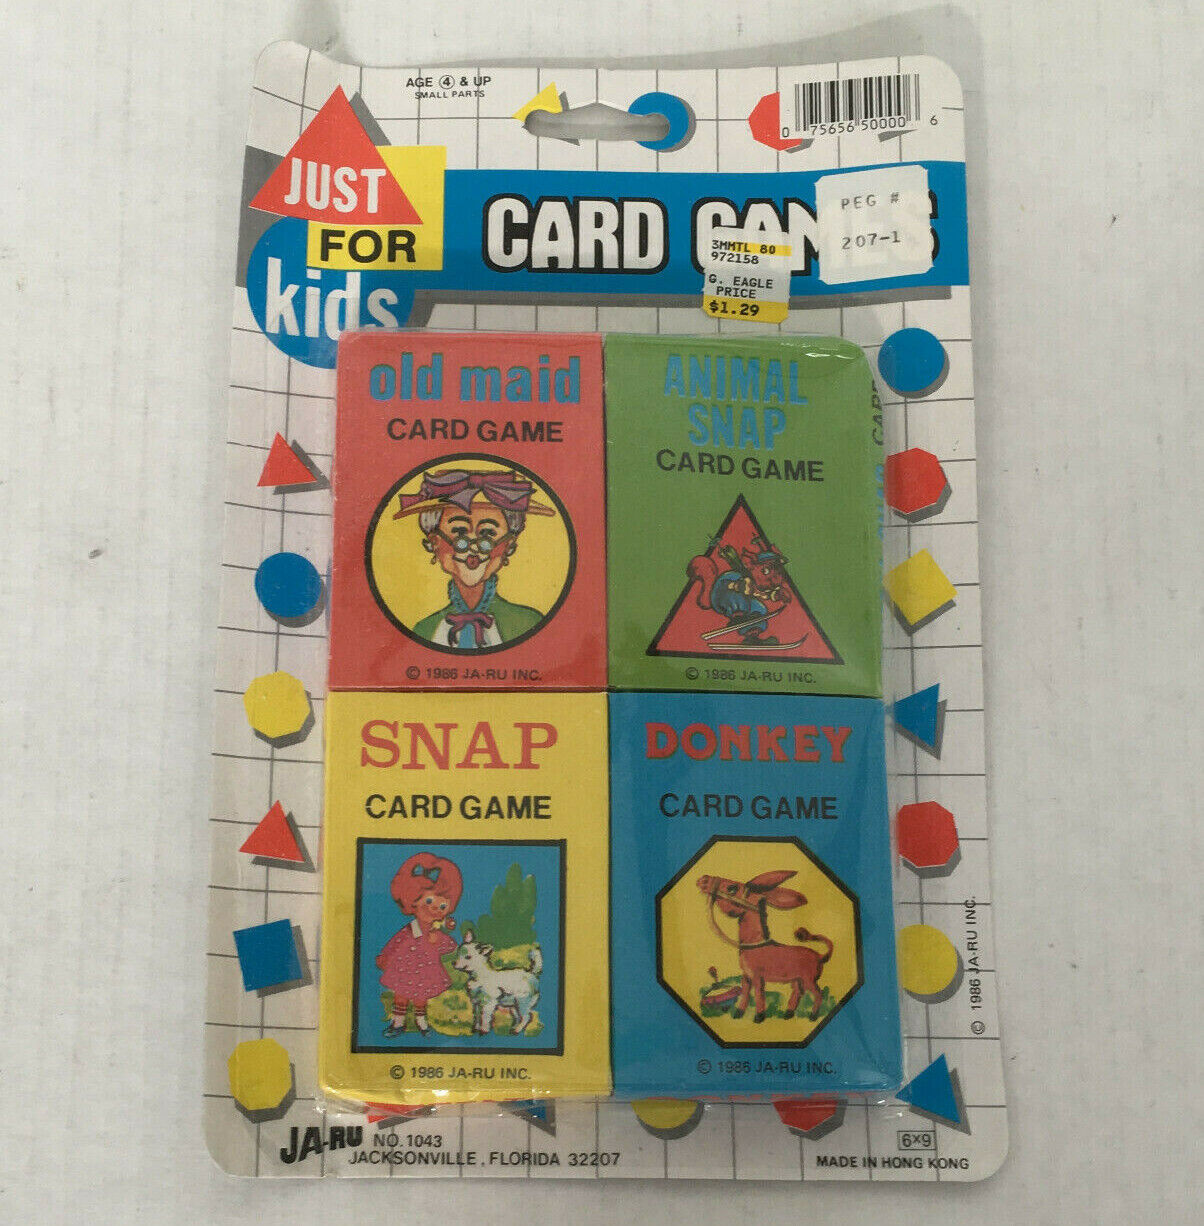 AGE 4 & UP
SMALL PARTS
0 75656 50000 6
JUST
FOR
kids
CARD GAMES
PEG #
207-1
3MMTL 80
972158
G. EAGLE
PRICE
$1.29
old maid
CARD GAME
© 1986 JA-RU INC.
ANIMAL
SNAP
CARD GAME
© 1986 JA-RU INC.
SNAP
CARD GAME
© 1986 JA-RU INC.
DONKEY
CARD GAME
© 1986 JA-RU INC.
© 1986 JA-RU INC.
JA-RU NO. 1043
JACKSONVILLE, FLORIDA 32207
6x9
MADE IN HONG KONG